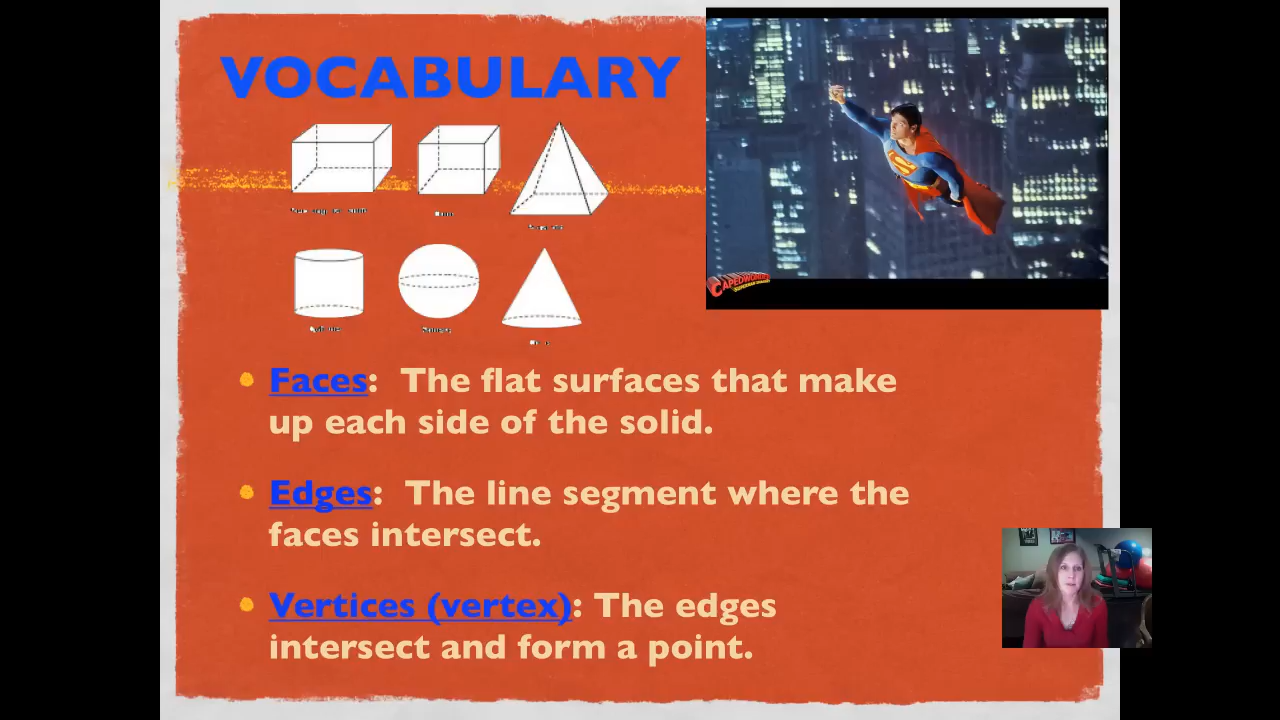 VOCABULARY
CAPEDWONDER
Faces: The flat surfaces that make
up each side of the solid.
Edges: The line segment where the
faces intersect.
Vertices (vertex): The edges
intersect and form a point.